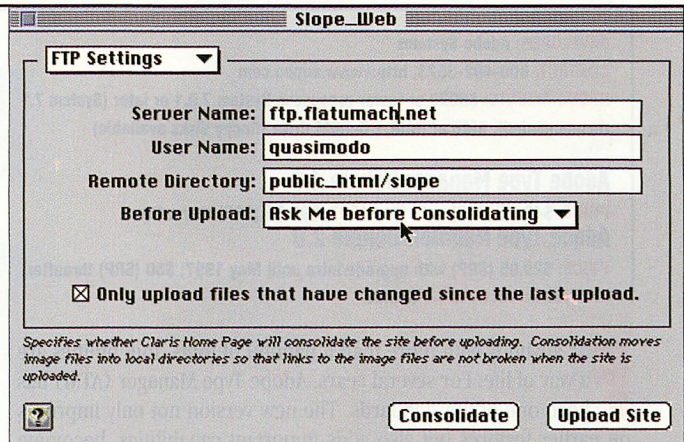 Slope_Web
FTP Settings
Server Name: ftp.flatumach.net
User Name: quasimodo
Remote Directory: public_html/slope
Before Upload: Ask Me before Consolidating
Only upload files that have changed since the last upload.
Specifies whether Claris Home Page will consolidate the site before uploading. Consolidation moves
image files into local directories so that links to the image files are not broken when the site is
uploaded.
?
Consolidate
Upload Site